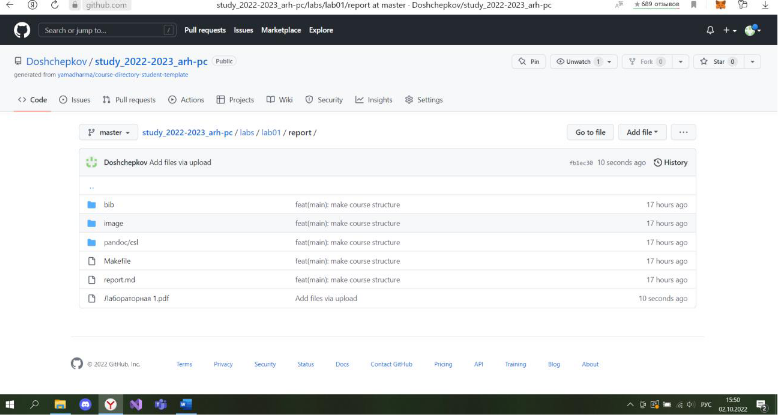 github.com study_2022-2023_arh-pc/labs/lab01/report at master · Doshchepkov/study_2022-2023_arh-pc ★ 689 отзывов
Search or jump to... / Pull requests Issues Marketplace Explore
Doshchepkov / study_2022-2023_arh-pc Public Pin Unwatch 1 Fork 0 Star 0
generated from yamadharma/course-directory-student-template
Code Issues Pull requests Actions Projects Wiki Security Insights Settings
master study_2022-2023_arh-pc / labs / lab01 / report / Go to file Add file ...
Doshchepkov Add files via upload fb1ec30 10 seconds ago History
..
bib feat(main): make course structure 17 hours ago
image feat(main): make course structure 17 hours ago
pandoc/csl feat(main): make course structure 17 hours ago
Makefile feat(main): make course structure 17 hours ago
report.md feat(main): make course structure 17 hours ago
Лабораторная 1.pdf Add files via upload 10 seconds ago
© 2022 GitHub, Inc. Terms Privacy Security Status Docs Contact GitHub Pricing API Training Blog About
РУС 15:50
02.10.2022 2